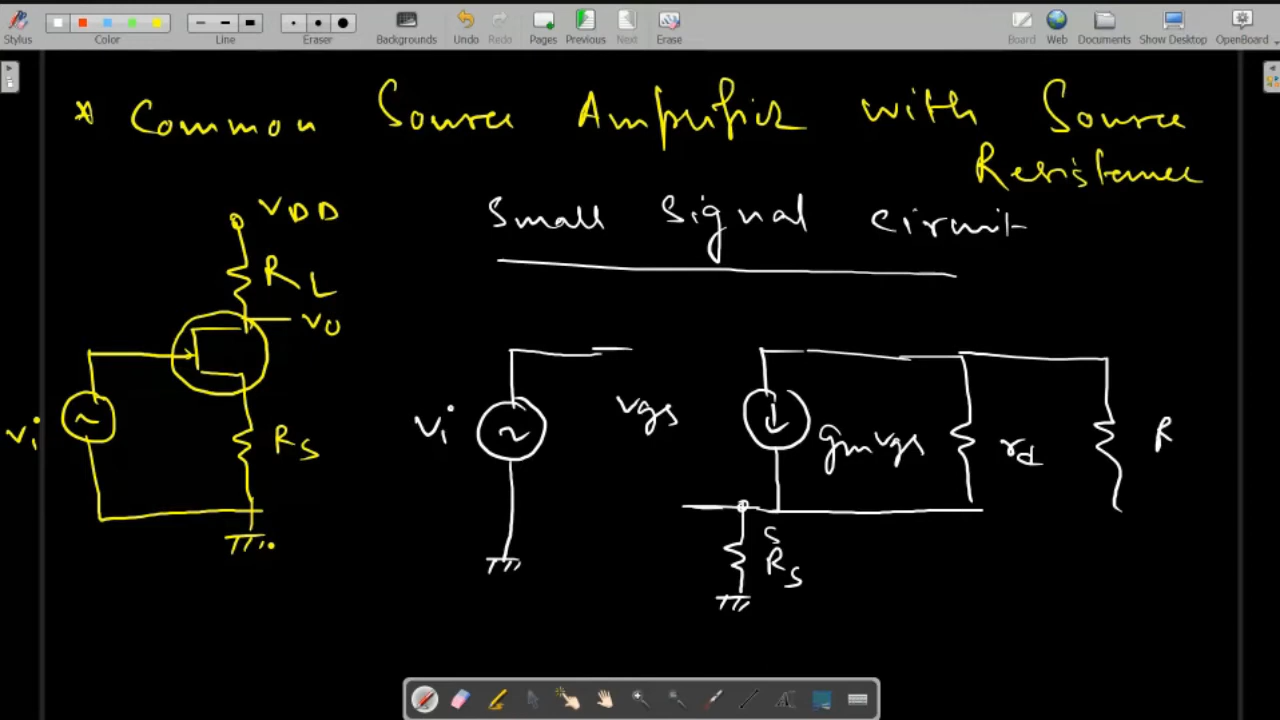 Stylus Color Line Eraser Backgrounds Undo Redo Pages Previous Next Erase Board Web Documents Show Desktop OpenBoard
* Common Source Amplifier with Source
Resistance
VDD
RL
vo
vi
Rs
Small Signal circuit
vi
vgs
gmvgs
rd
R
S
Rs